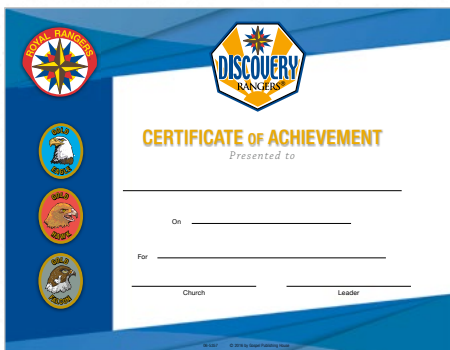 ROYAL RANGERS
DISCOVERY
RANGERS®
CERTIFICATE OF ACHIEVEMENT
Presented to
GOLD
EAGLE
On
GOLD
HAWK
For
GOLD
FALCON
Church
Leader
© 2016 by Gospel Publishing House